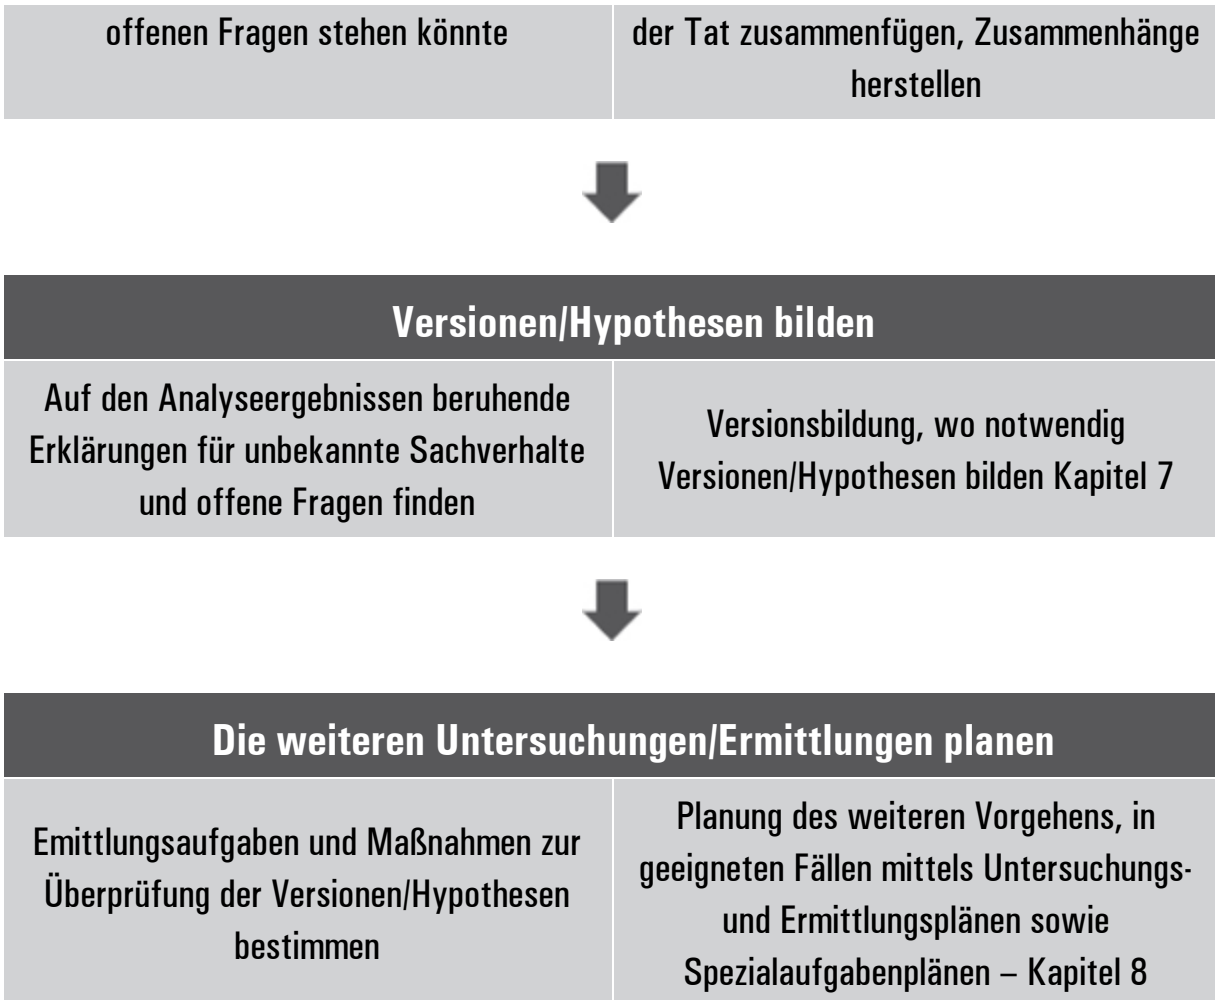 offenen Fragen stehen könnte
der Tat zusammenfügen, Zusammenhänge
herstellen
Versionen/Hypothesen bilden
Auf den Analyseergebnissen beruhende
Erklärungen für unbekannte Sachverhalte
und offene Fragen finden
Versionsbildung, wo notwendig
Versionen/Hypothesen bilden Kapitel 7
Die weiteren Untersuchungen/Ermittlungen planen
Emittlungsaufgaben und Maßnahmen zur
Überprüfung der Versionen/Hypothesen
bestimmen
Planung des weiteren Vorgehens, in
geeigneten Fällen mittels Untersuchungs-
und Ermittlungsplänen sowie
Spezialaufgabenplänen – Kapitel 8